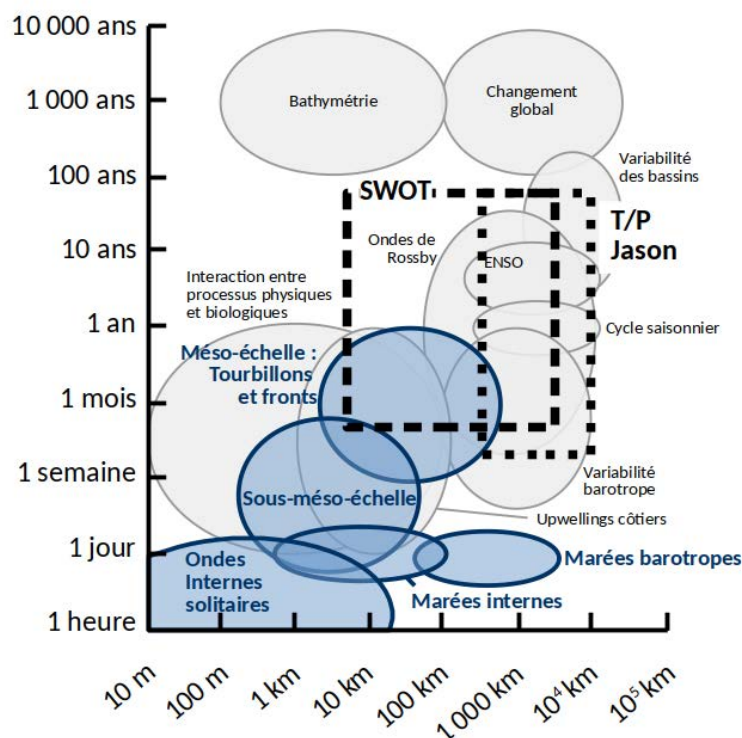 10 000 ans
1 000 ans
100 ans
10 ans
1 an
1 mois
1 semaine
1 jour
1 heure
Bathymétrie
Changement
global
Variabilité
des bassins
SWOT
T/P
Jason
Ondes de
Rossby
ENSO
Interaction entre
processus physiques
et biologiques
Cycle saisonnier
Méso-échelle :
Tourbillons
et fronts
Variabilité
barotrope
Sous-méso-échelle
Upwellings côtiers
Ondes
Internes
solitaires
Marées barotropes
Marées internes
10 m
100 m
1 km
10 km
100 km
1 000 km
10⁴ km
10⁵ km